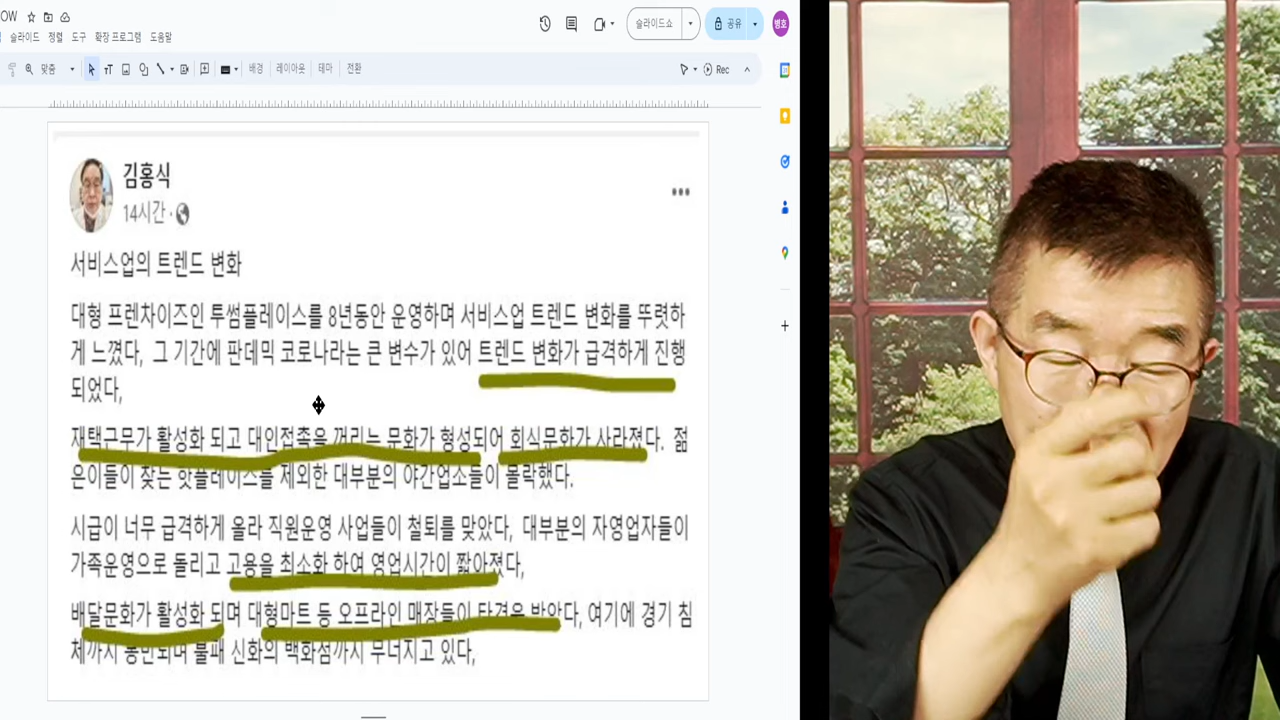 OW
슬라이드 정렬 도구 확장 프로그램 도움말
슬라이드쇼
공유
병호
맞춤
배경
레이아웃
테마
전환
Rec
김홍식
14시간
서비스업의 트렌드 변화
대형 프렌차이즈인 투썸플레이스를 8년동안 운영하며 서비스업 트렌드 변화를 뚜렷하
게 느꼈다, 그 기간에 판데믹 코로나라는 큰 변수가 있어 트렌드 변화가 급격하게 진행
되었다,
재택근무가 활성화 되고 대인접촉을 꺼리는 문화가 형성되어 회식문화가 사라졌다. 젊
은이들이 찾는 핫플레이스를 제외한 대부분의 야간업소들이 몰락했다.
시급이 너무 급격하게 올라 직원운영 사업들이 철퇴를 맞았다, 대부분의 자영업자들이
가족운영으로 돌리고 고용을 최소화 하여 영업시간이 짧아졌다,
배달문화가 활성화 되며 대형마트 등 오프라인 매장들이 타격을 받았다, 여기에 경기 침
체까지 동반되며 불패 신화의 백화점까지 무너지고 있다,